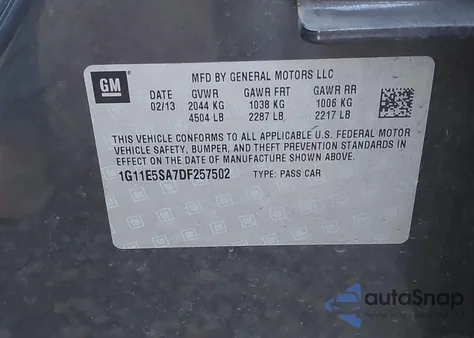 GM
MFD BY GENERAL MOTORS LLC
DATE GVWR GAWR FRT GAWR RR
02/13 2044 KG 1038 KG 1006 KG
4504 LB 2287 LB 2217 LB
THIS VEHICLE CONFORMS TO ALL APPLICABLE U.S. FEDERAL MOTOR
VEHICLE SAFETY, BUMPER, AND THEFT PREVENTION STANDARDS IN
EFFECT ON THE DATE OF MANUFACTURE SHOWN ABOVE.
1G11E5SA7DF257502 TYPE: PASS CAR
autoSnap